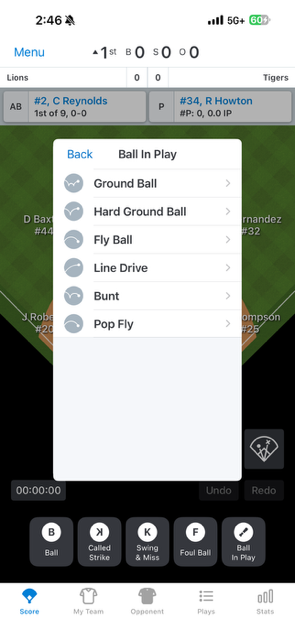 2:46
5G+ 60
Menu
1st B 0 S 0 O 0
Lions 0 0 Tigers
AB #2, C Reynolds
1st of 9, 0-0
P #34, R Howton
#P: 0, 0.0 IP
Back Ball In Play
Ground Ball
D Bax
#44
rnandez
#32
Hard Ground Ball
Fly Ball
Line Drive
Bunt
J Robe
#20
ompson
#25
Pop Fly
00:00:00
Undo
Redo
B
Ball
K
Called
Strike
K
Swing
& Miss
F
Foul Ball
Ball
In Play
Score
My Team
Opponent
Plays
Stats